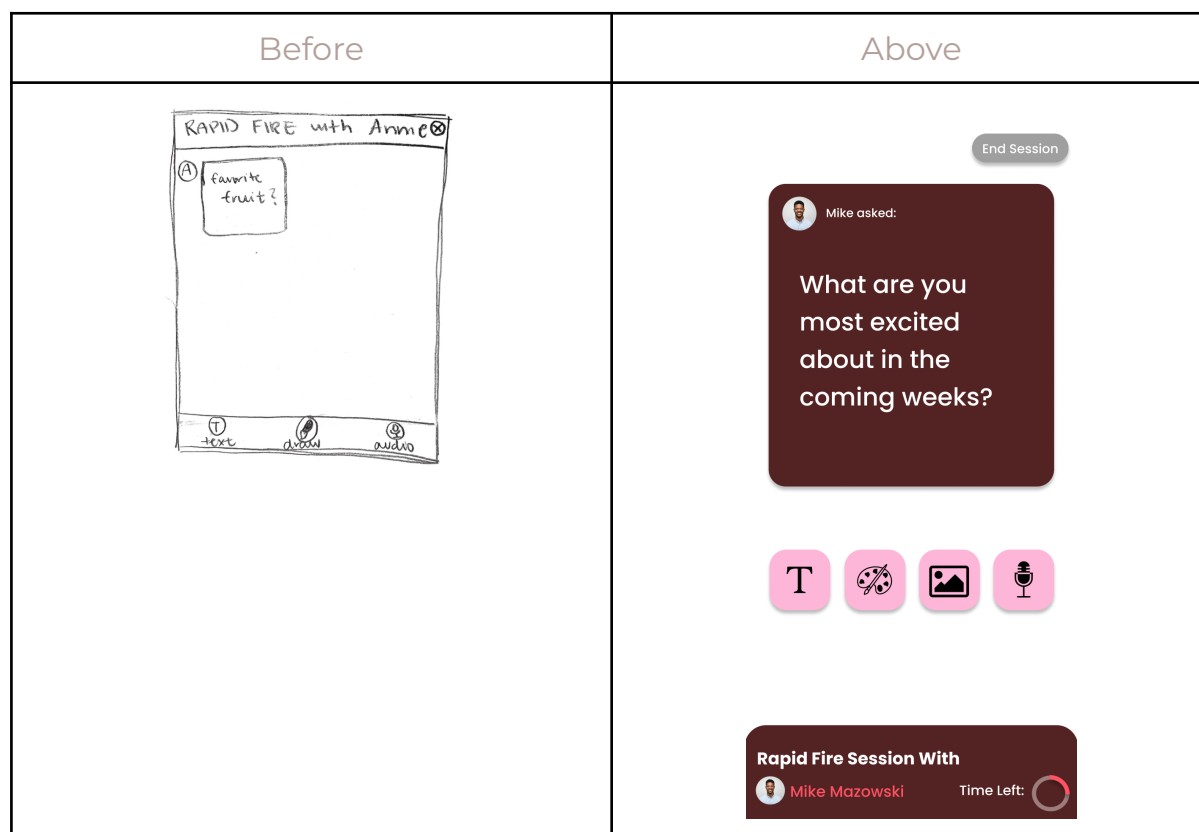 Before
Above
RAPID FIRE with Anme
A
favorite
fruit?
T
text
draw
audio
End Session
Mike asked:
What are you
most excited
about in the
coming weeks?
T
Rapid Fire Session With
Mike Mazowski
Time Left: